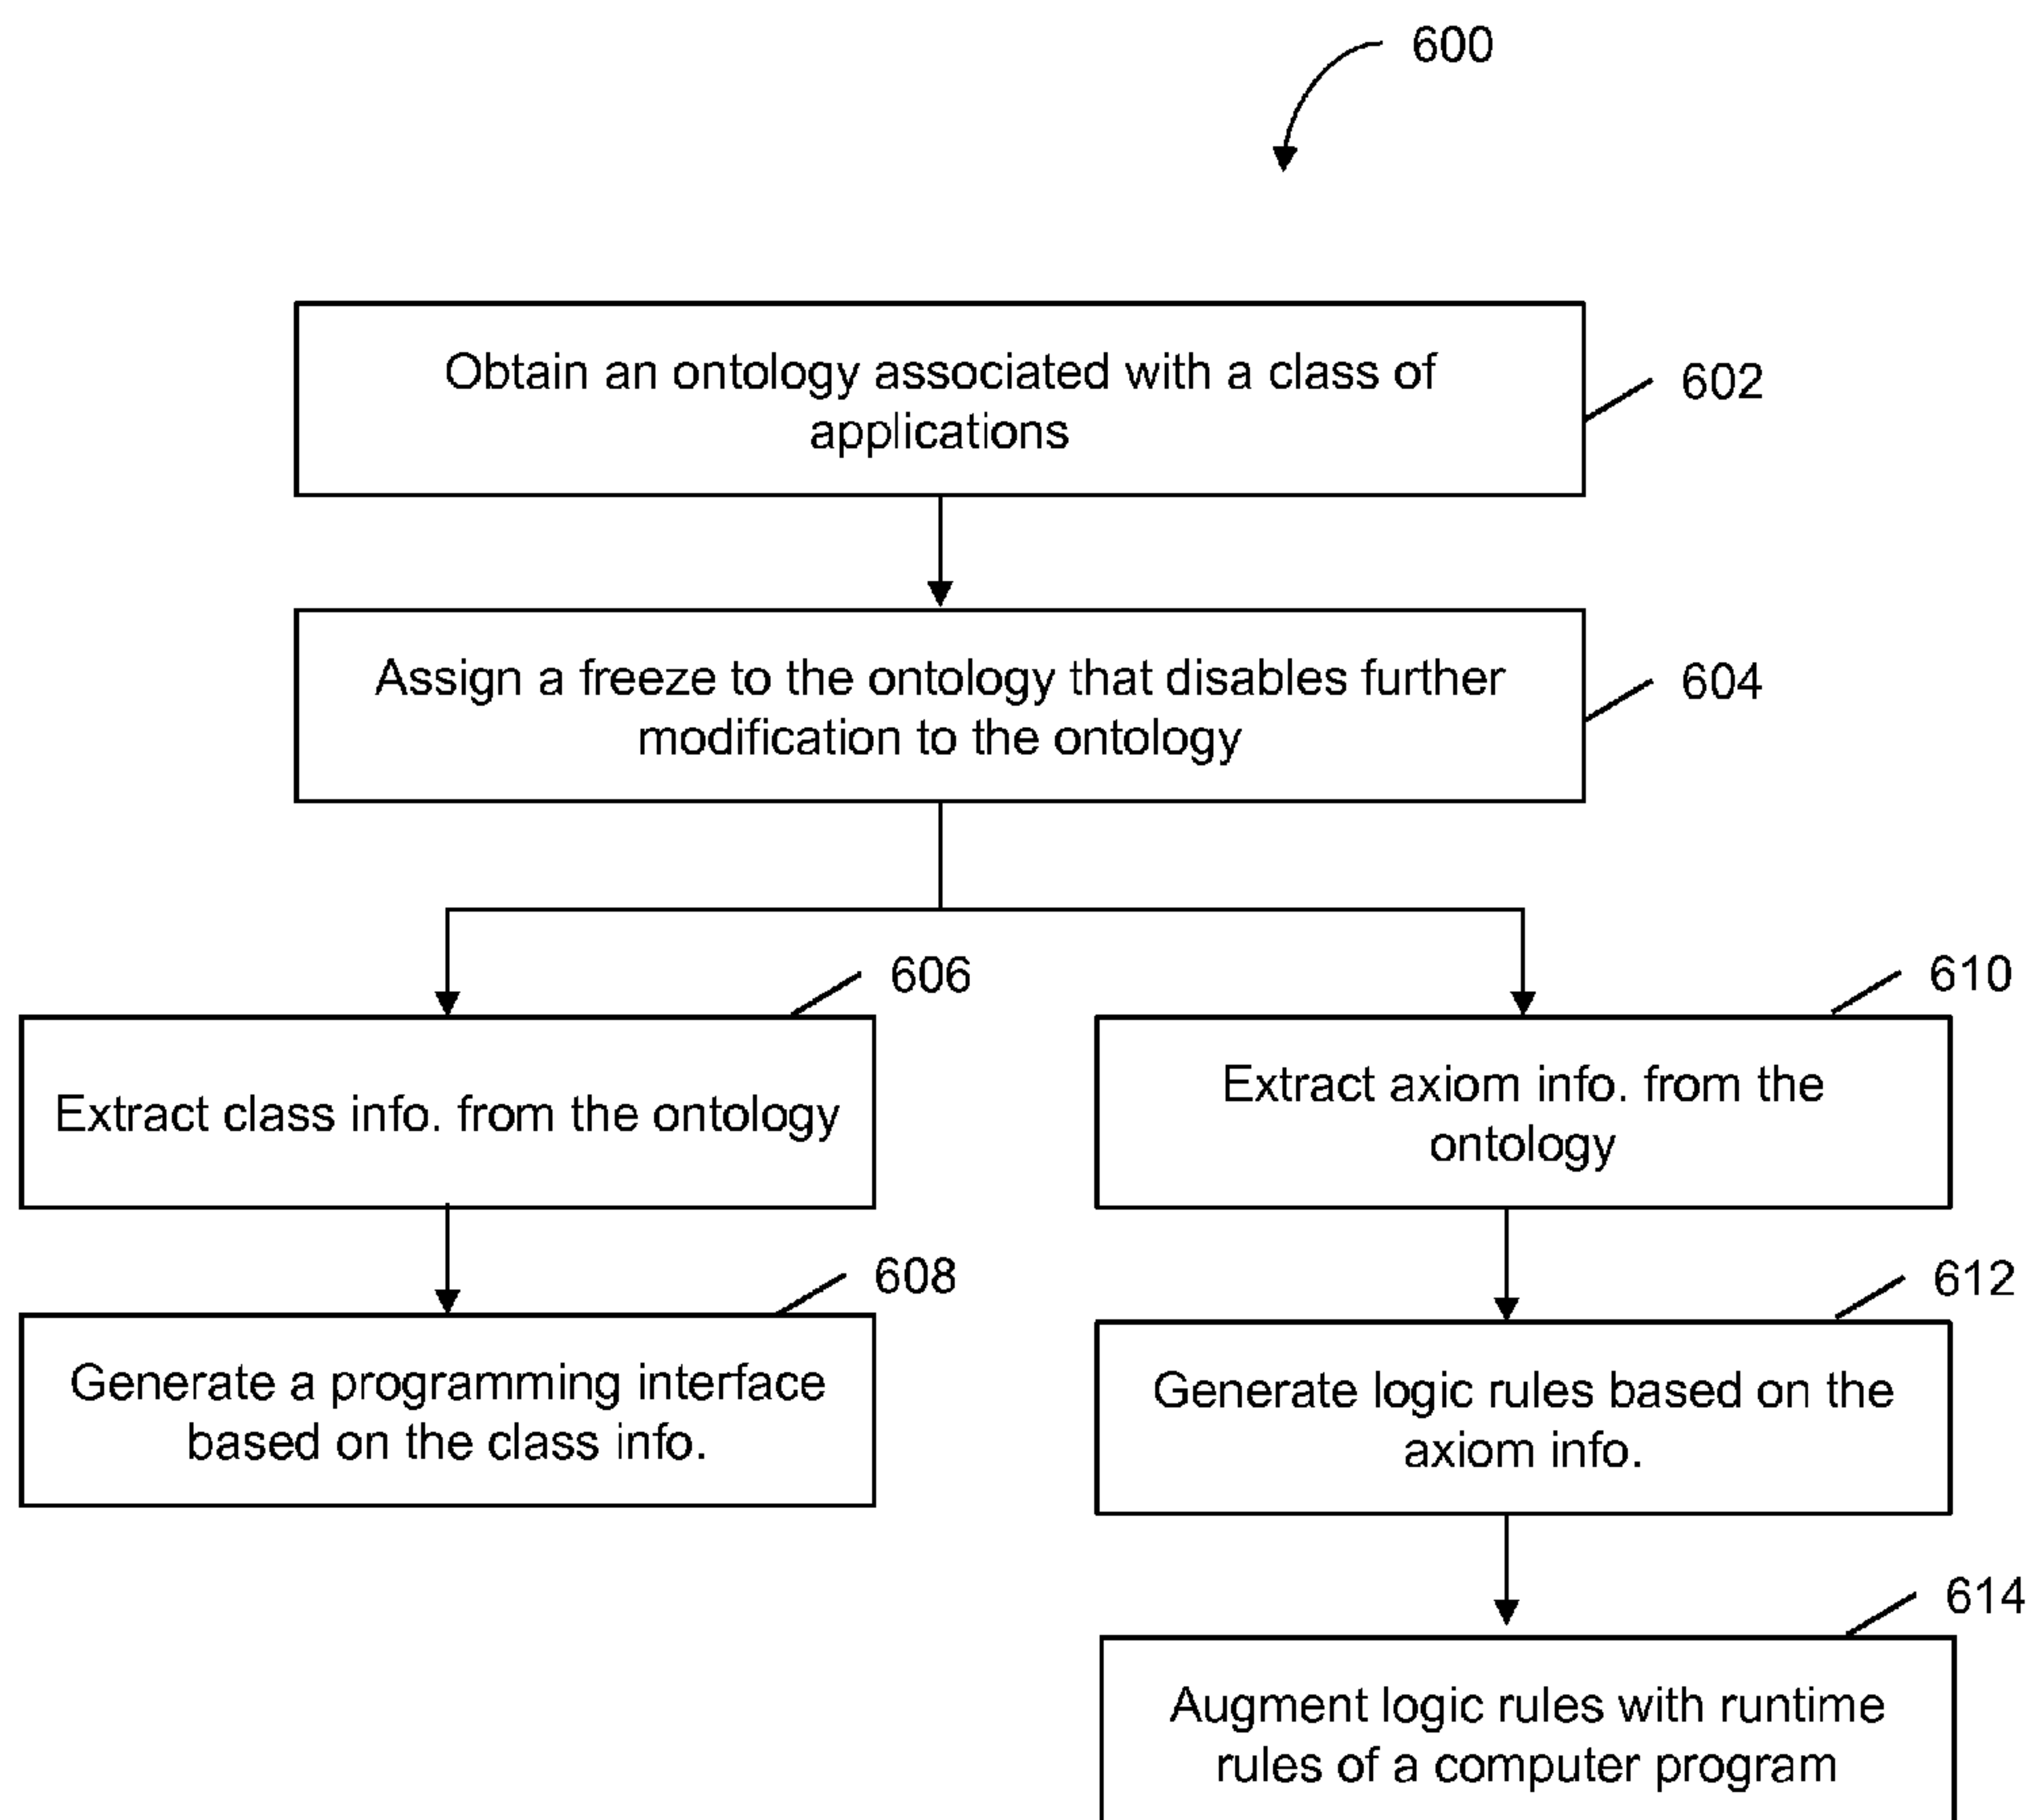 600
Obtain an ontology associated with a class of
applications
602
Assign a freeze to the ontology that disables further
modification to the ontology
604
606
Extract class info. from the ontology
608
Generate a programming interface
based on the class info.
610
Extract axiom info. from the
ontology
612
Generate logic rules based on the
axiom info.
614
Augment logic rules with runtime
rules of a computer program